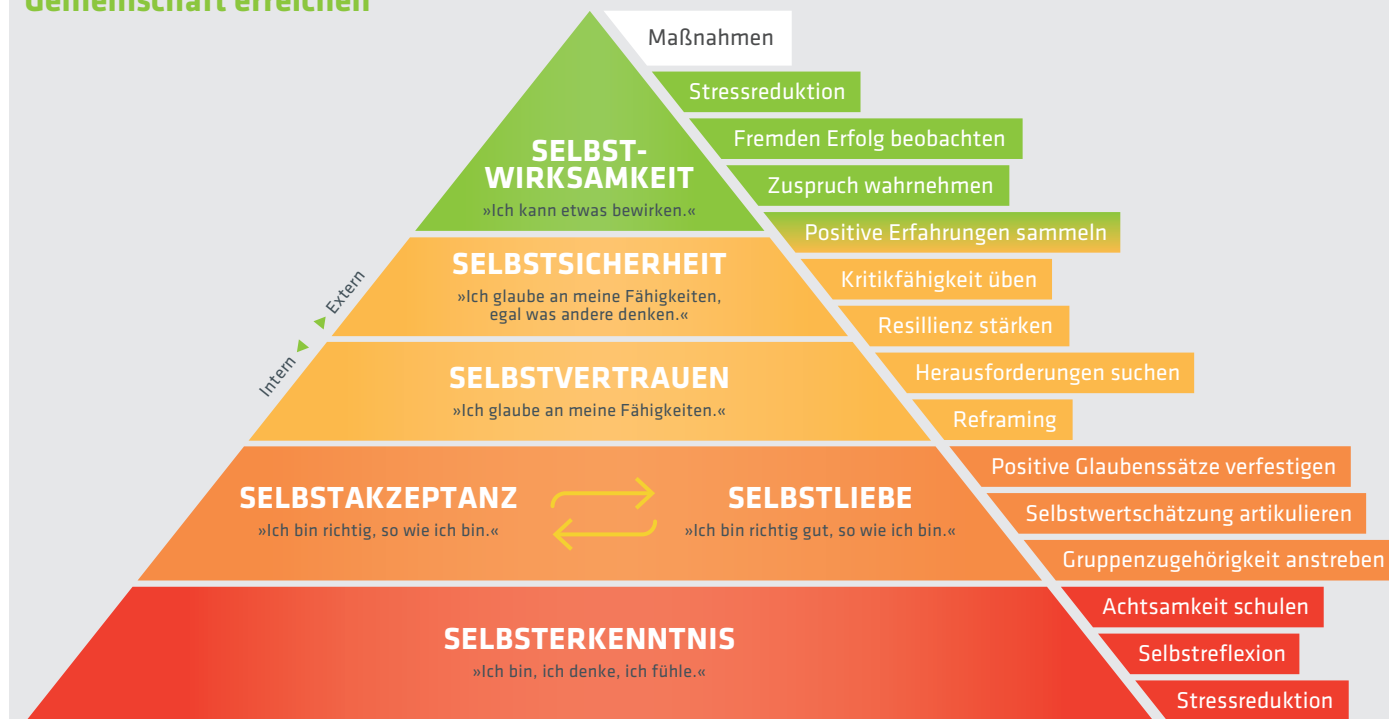 Gemeinschaft erreichen
Maßnahmen
Stressreduktion
Fremden Erfolg beobachten
Zuspruch wahrnehmen
Positive Erfahrungen sammeln
Kritikfähigkeit üben
Resillienz stärken
Herausforderungen suchen
Reframing
Positive Glaubenssätze verfestigen
Selbstwertschätzung artikulieren
Gruppenzugehörigkeit anstreben
Achtsamkeit schulen
Selbstreflexion
Stressreduktion
SELBST-
WIRKSAMKEIT
»Ich kann etwas bewirken.«
SELBSTSICHERHEIT
»Ich glaube an meine Fähigkeiten,
egal was andere denken.«
Extern
Intern
SELBSTVERTRAUEN
»Ich glaube an meine Fähigkeiten.«
SELBSTAKZEPTANZ
»Ich bin richtig, so wie ich bin.«
SELBSTLIEBE
»Ich bin richtig gut, so wie ich bin.«
SELBSTERKENNTNIS
»Ich bin, ich denke, ich fühle.«